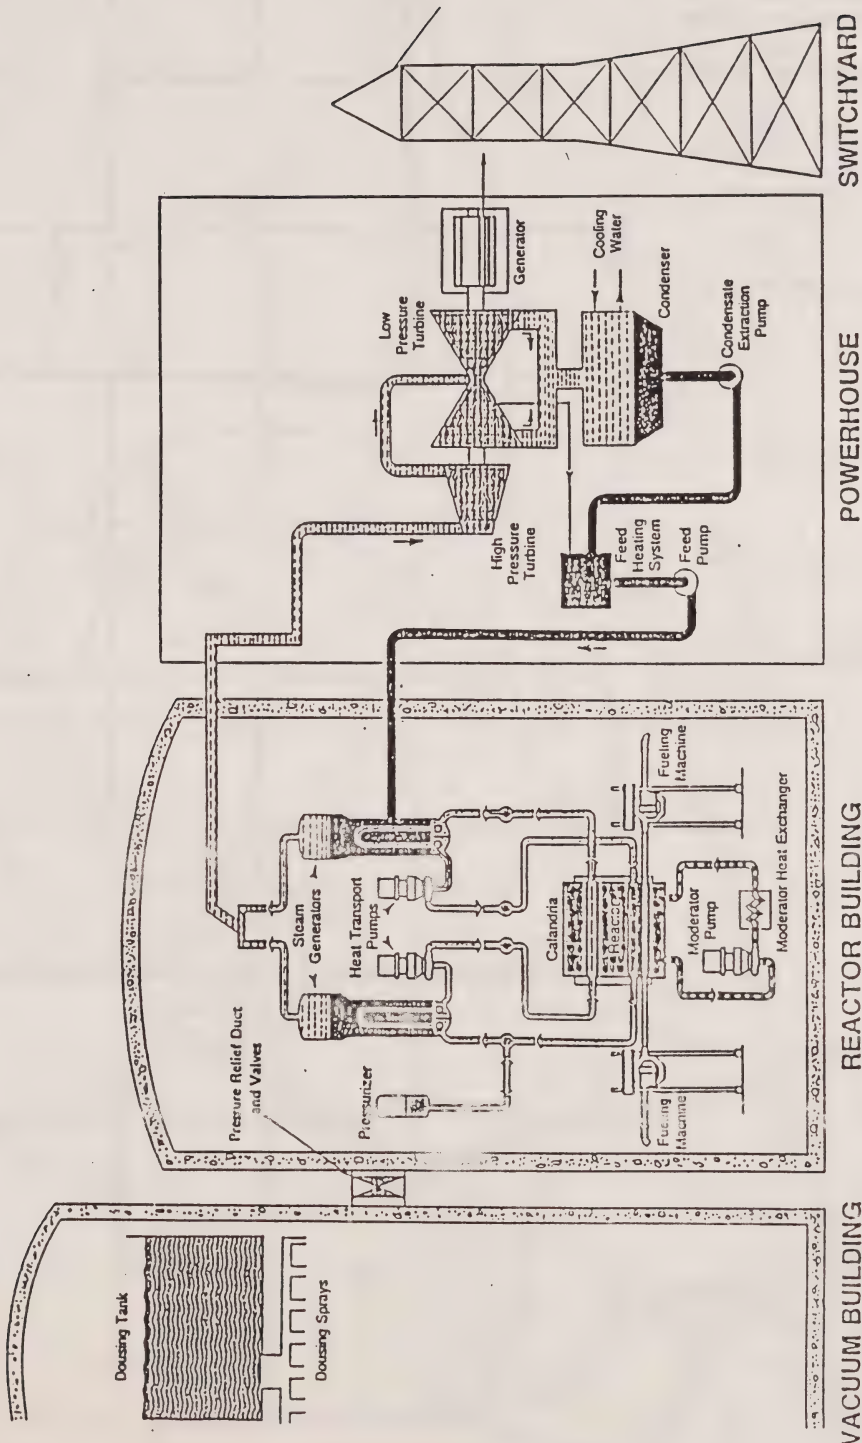 Dousing Tank
Dousing Sprays
VACUUM BUILDING
Pressure Relief Duct
and Valves
Pressurizer
Steam
Generators
Heat Transport
Pumps
Calandria
Reactor
Fueling
Machine
Fueling
Machine
Moderator
Pump
Moderator Heat Exchanger
REACTOR BUILDING
High
Pressure
Turbine
Low
Pressure
Turbine
Generator
Cooling
Water
Condenser
Condensate
Extraction
Pump
Feed
Heating
System
Feed
Pump
POWERHOUSE
SWITCHYARD